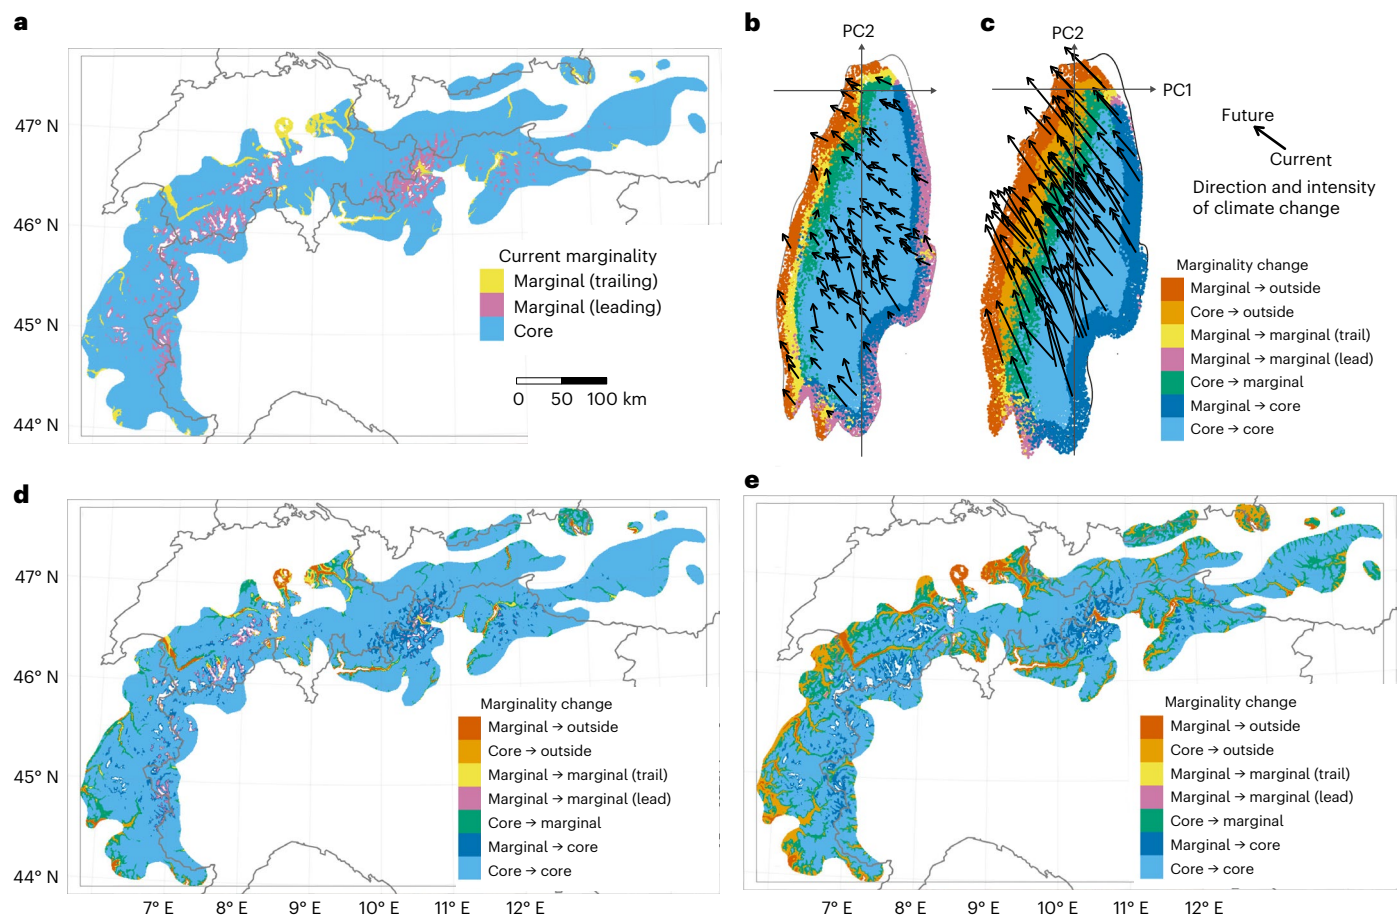 a
47° N
46° N
45° N
44° N
Current marginality
Marginal (trailing)
Marginal (leading)
Core
0 50 100 km
b
PC2
c
PC2
PC1
Future
Current
Direction and intensity
of climate change
Marginality change
Marginal → outside
Core → outside
Marginal → marginal (trail)
Marginal → marginal (lead)
Core → marginal
Marginal → core
Core → core
d
47° N
46° N
45° N
44° N
Marginality change
Marginal → outside
Core → outside
Marginal → marginal (trail)
Marginal → marginal (lead)
Core → marginal
Marginal → core
Core → core
7° E 8° E 9° E 10° E 11° E 12° E
e
Marginality change
Marginal → outside
Core → outside
Marginal → marginal (trail)
Marginal → marginal (lead)
Core → marginal
Marginal → core
Core → core
7° E 8° E 9° E 10° E 11° E 12° E